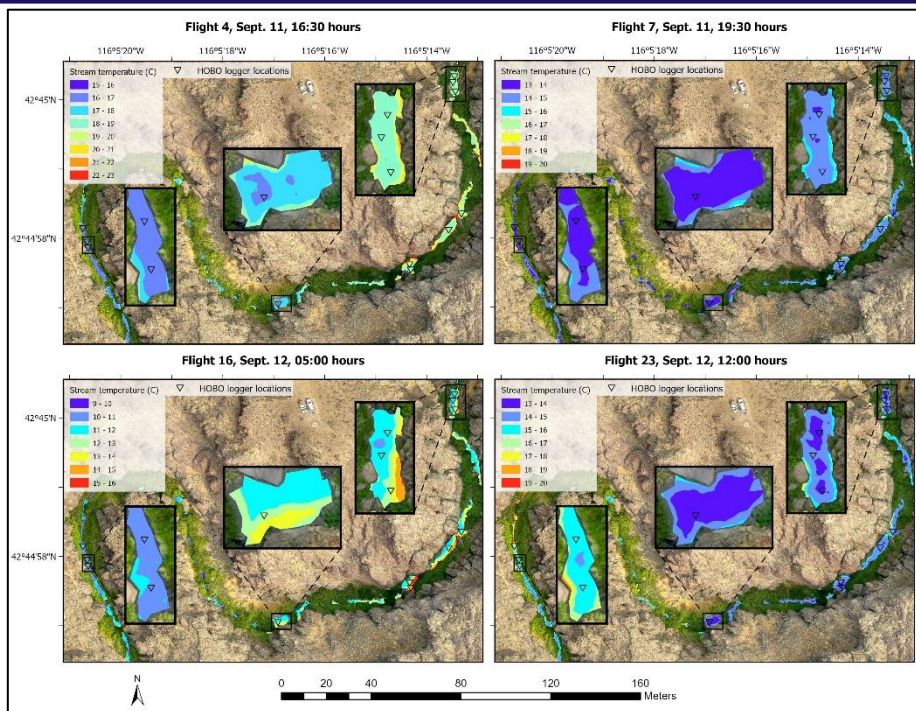 Flight 4, Sept. 11, 16:30 hours
116°5'20"W 116°5'18"W 116°5'16"W 116°5'14"W
Stream temperature (C)
15 - 16
16 - 17
17 - 18
18 - 19
19 - 20
20 - 21
21 - 22
22 - 23
HOBO logger locations
42°45'N
42°44'58"N
Flight 7, Sept. 11, 19:30 hours
116°5'20"W 116°5'18"W 116°5'16"W 116°5'14"W
Stream temperature (C)
13 - 14
14 - 15
15 - 16
16 - 17
17 - 18
18 - 19
19 - 20
HOBO logger locations
Flight 16, Sept. 12, 05:00 hours
Stream temperature (C)
9 - 10
10 - 11
11 - 12
12 - 13
13 - 14
14 - 15
15 - 16
HOBO logger locations
42°45'N
42°44'58"N
Flight 23, Sept. 12, 12:00 hours
Stream temperature (C)
13 - 14
14 - 15
15 - 16
16 - 17
17 - 18
18 - 19
19 - 20
HOBO logger locations
N
0 20 40 80 120 160
Meters